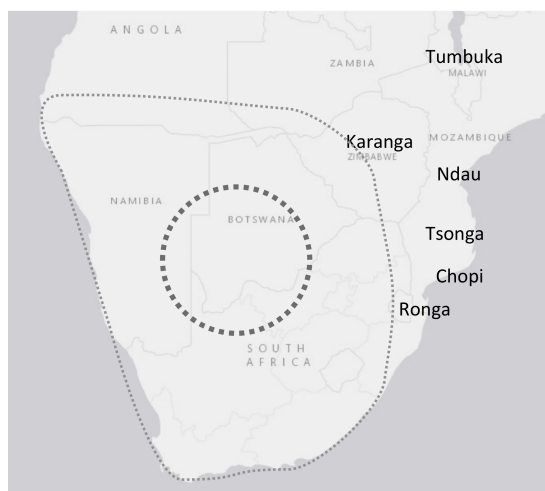 ANGOLA
Tumbuka
ZAMBIA
MALAWI
Karanga
MOZAMBIQUE
ZIMBABWE
Ndau
NAMIBIA
BOTSWANA
Tsonga
Chopi
Ronga
SOUTH
AFRICA